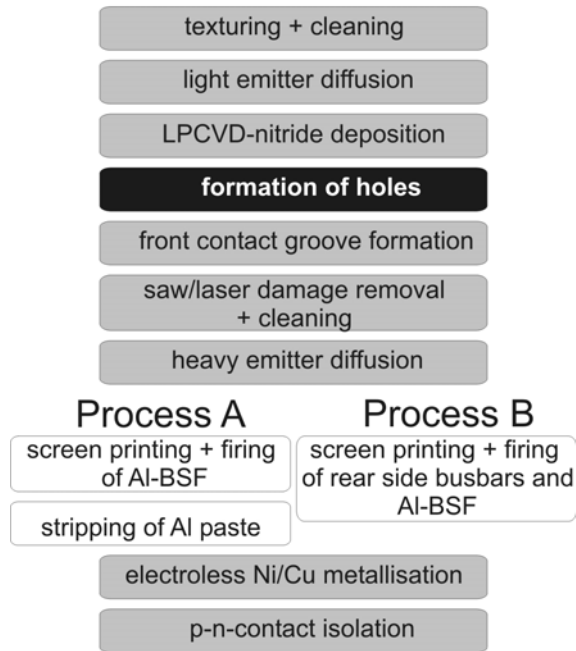 texturing + cleaning
light emitter diffusion
LPCVD-nitride deposition
formation of holes
front contact groove formation
saw/laser damage removal
+ cleaning
heavy emitter diffusion
Process A
screen printing + firing
of Al-BSF
stripping of Al paste
Process B
screen printing + firing
of rear side busbars and
Al-BSF
electroless Ni/Cu metallisation
p-n-contact isolation